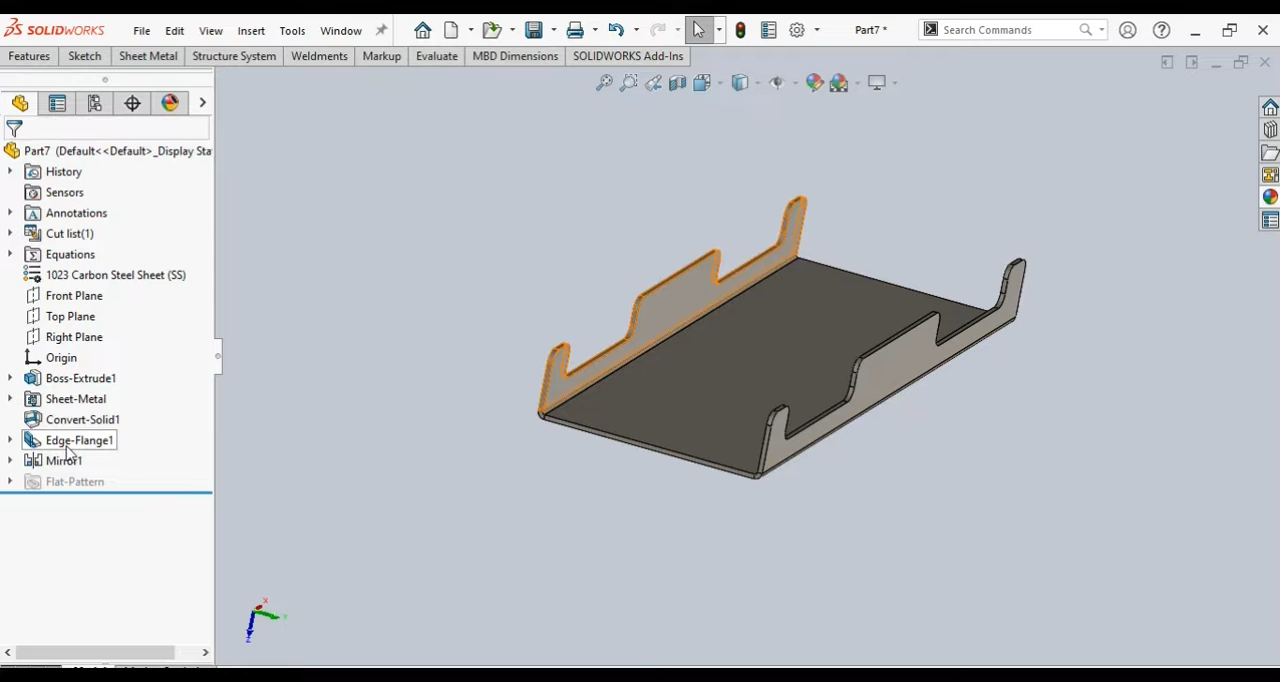 SOLIDWORKS File Edit View Insert Tools Window Part7 * Search Commands
Features Sketch Sheet Metal Structure System Weldments Markup Evaluate MBD Dimensions SOLIDWORKS Add-Ins
Part7 (Default<<Default>_Display Sta
History
Sensors
Annotations
Cut list(1)
Equations
1023 Carbon Steel Sheet (SS)
Front Plane
Top Plane
Right Plane
Origin
Boss-Extrude1
Sheet-Metal
Convert-Solid1
Edge-Flange1
Mirror1
Flat-Pattern